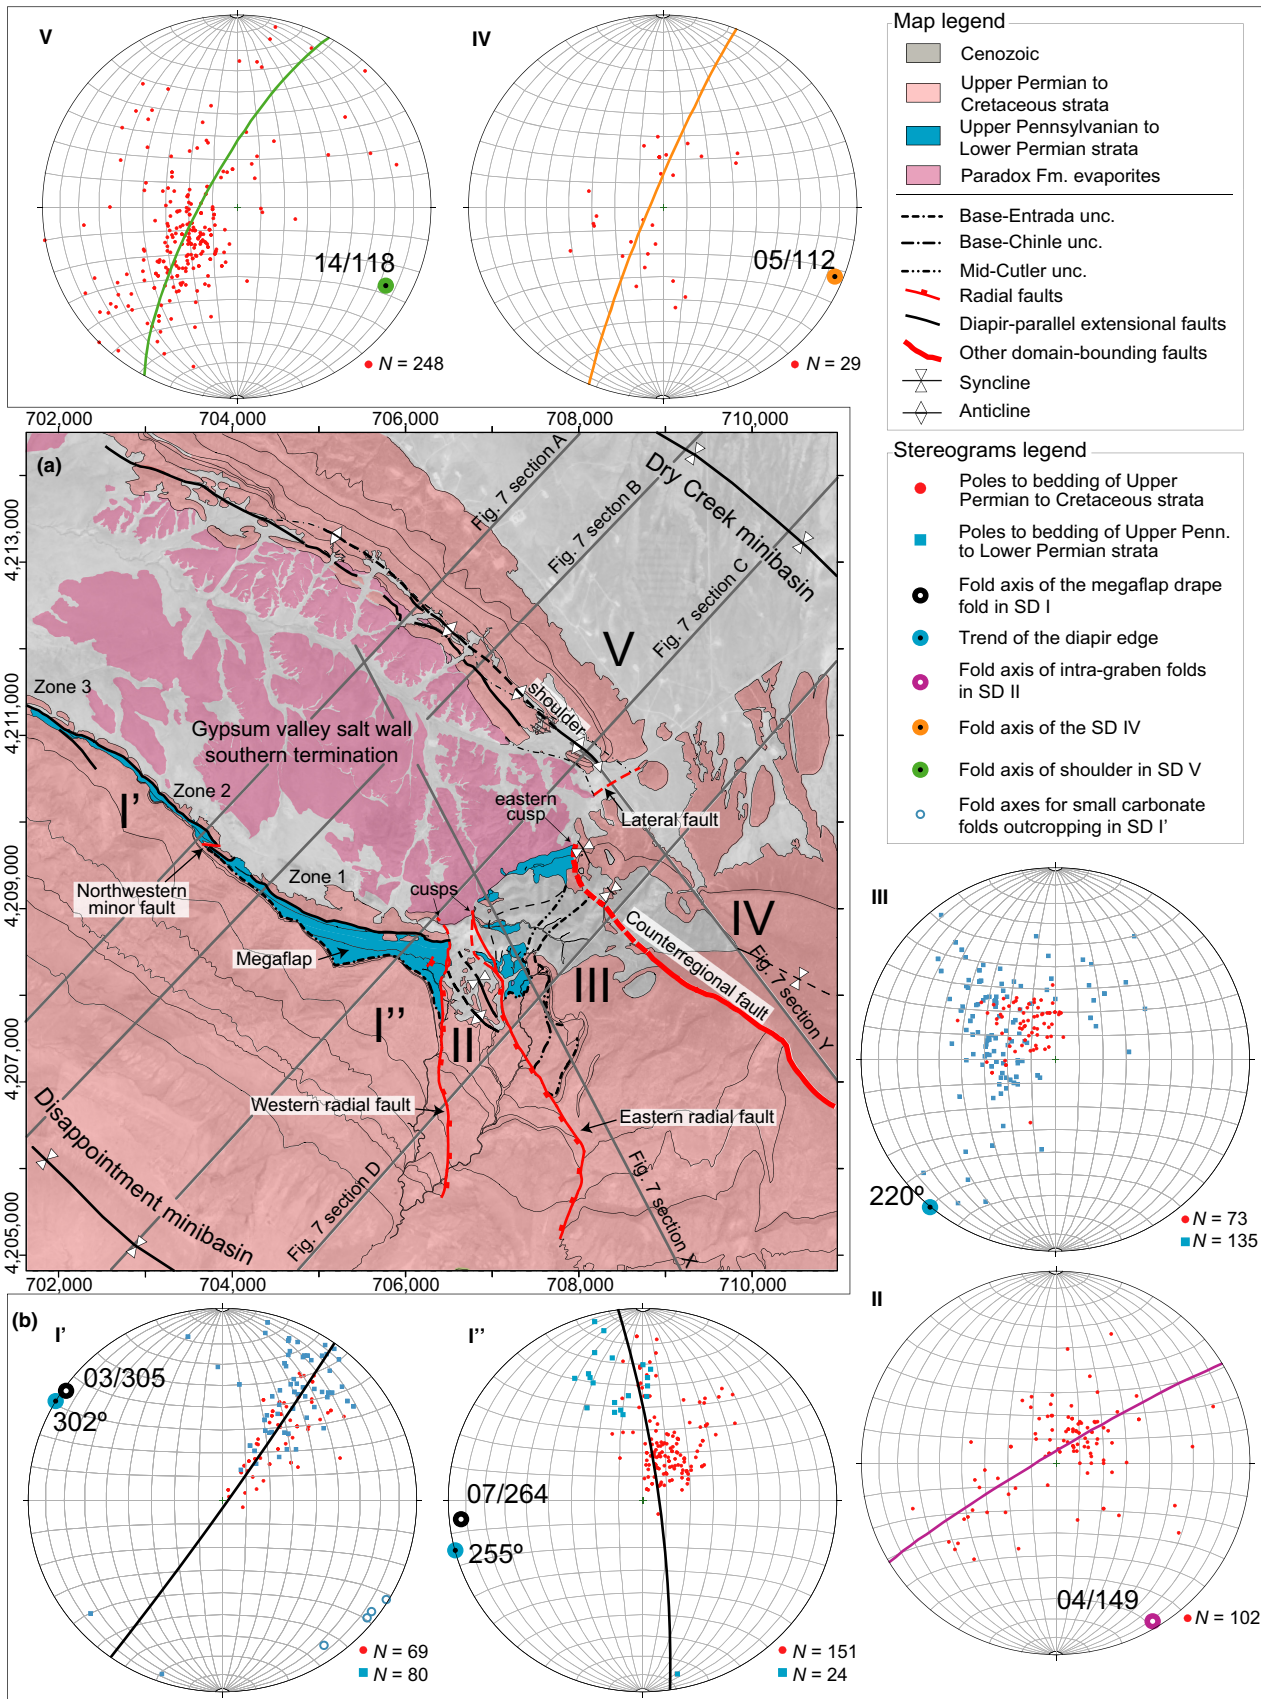 V
14/118
N = 248
IV
05/112
N = 29
Map legend
Cenozoic
Upper Permian to
Cretaceous strata
Upper Pennsylvanian to
Lower Permian strata
Paradox Fm. evaporites
Base-Entrada unc.
Base-Chinle unc.
Mid-Cutler unc.
Radial faults
Diapir-parallel extensional faults
Other domain-bounding faults
Syncline
Anticline
Stereograms legend
Poles to bedding of Upper
Permian to Cretaceous strata
Poles to bedding of Upper Penn.
to Lower Permian strata
Fold axis of the megaflap drape
fold in SD I
Trend of the diapir edge
Fold axis of intra-graben folds
in SD II
Fold axis of the SD IV
Fold axis of shoulder in SD V
Fold axes for small carbonate
folds outcropping in SD I'
702,000 704,000 706,000 708,000 710,000
(a)
4,213,000
4,211,000
4,209,000
4,207,000
4,205,000
Fig. 7 section A
Fig. 7 secton B
Fig. 7 section C
Dry Creek minibasin
V
shoulder
Zone 3
Gypsum valley salt wall
southern termination
Zone 2
I'
eastern
cusp
Lateral fault
Northwestern
minor fault
Zone 1
cusps
Megaflap
IV
Counterregional fault
Fig. 7 section Y
III
I''
II
Western radial fault
Eastern radial fault
Disappointment minibasin
Fig. 7 section D
Fig. 7 section X
702,000 704,000 706,000 708,000 710,000
III
220º
N = 73
N = 135
II
04/149
N = 102
(b)
I'
03/305
302º
N = 69
N = 80
I''
07/264
255º
N = 151
N = 24